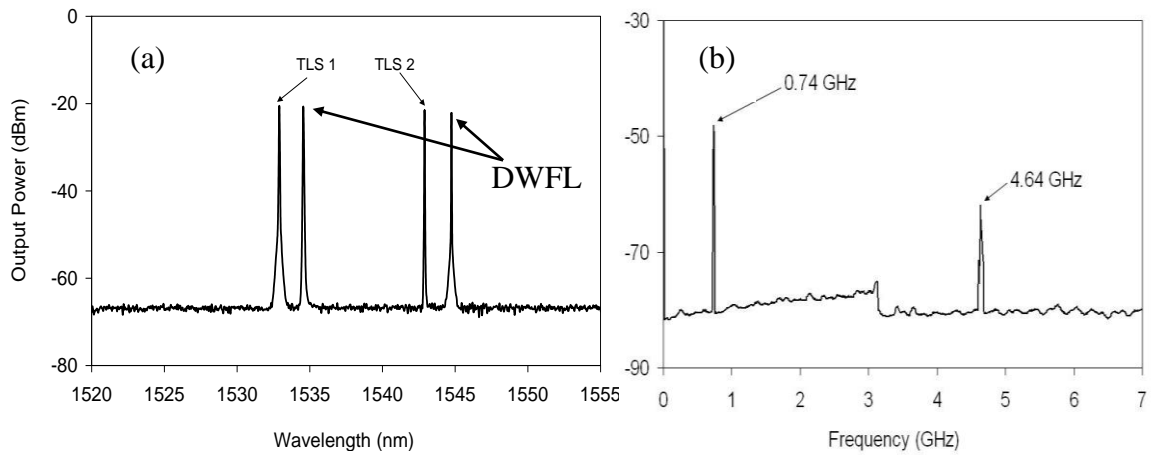 (a)
TLS 1
TLS 2
DWFL
0
-20
-40
-60
-80
Output Power (dBm)
1520 1525 1530 1535 1540 1545 1550 1555
Wavelength (nm)
(b)
0.74 GHz
4.64 GHz
-30
-50
-70
-90
0 1 2 3 4 5 6 7
Frequency (GHz)